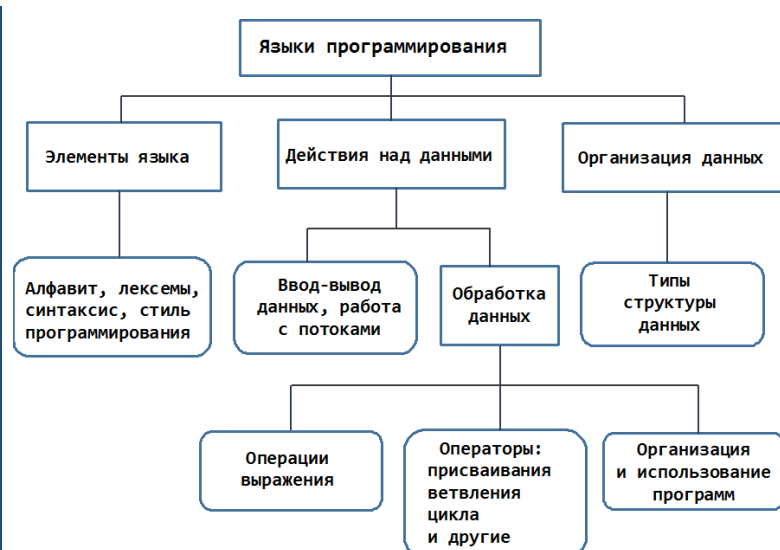 Языки программирования
Элементы языка
Действия над данными
Организация данных
Алфавит, лексемы,
синтаксис, стиль
программирования
Ввод-вывод
данных, работа
с потоками
Обработка
данных
Типы
структуры
данных
Операции
выражения
Операторы:
присваивания
ветвления
цикла
и другие
Организация
и использование
программ